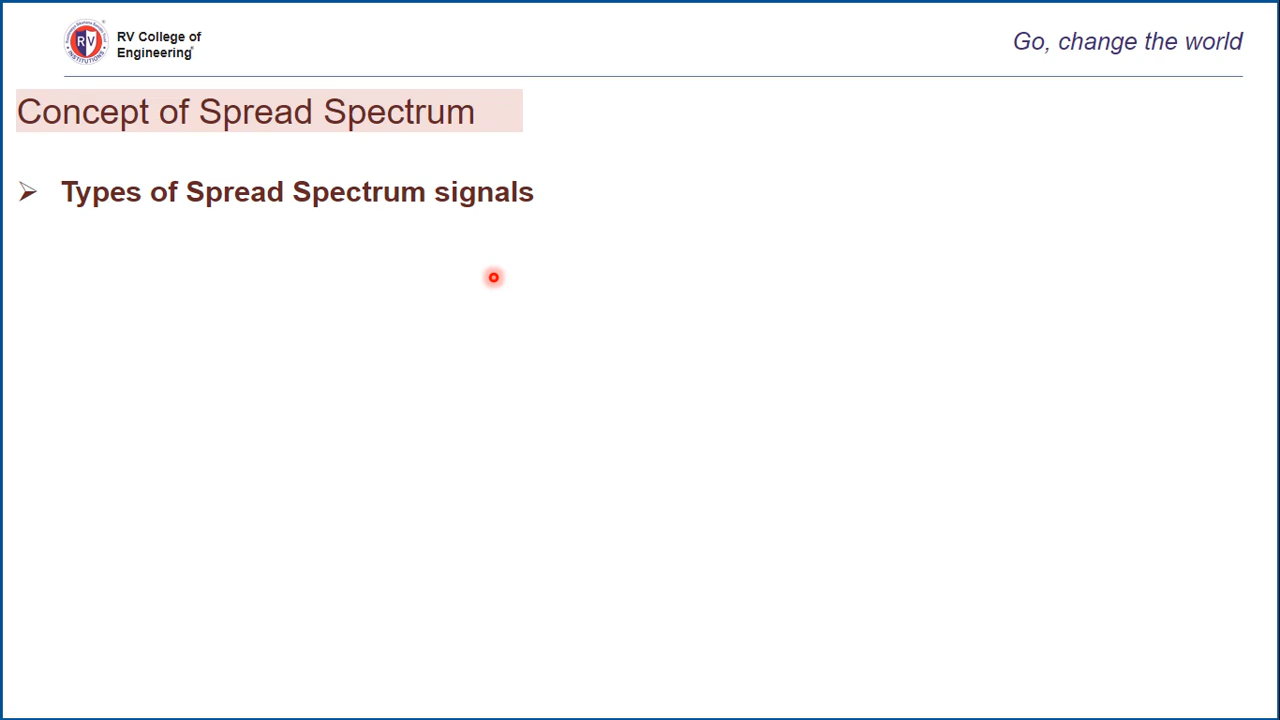 RV College of
Engineering
Go, change the world
Concept of Spread Spectrum
Types of Spread Spectrum signals